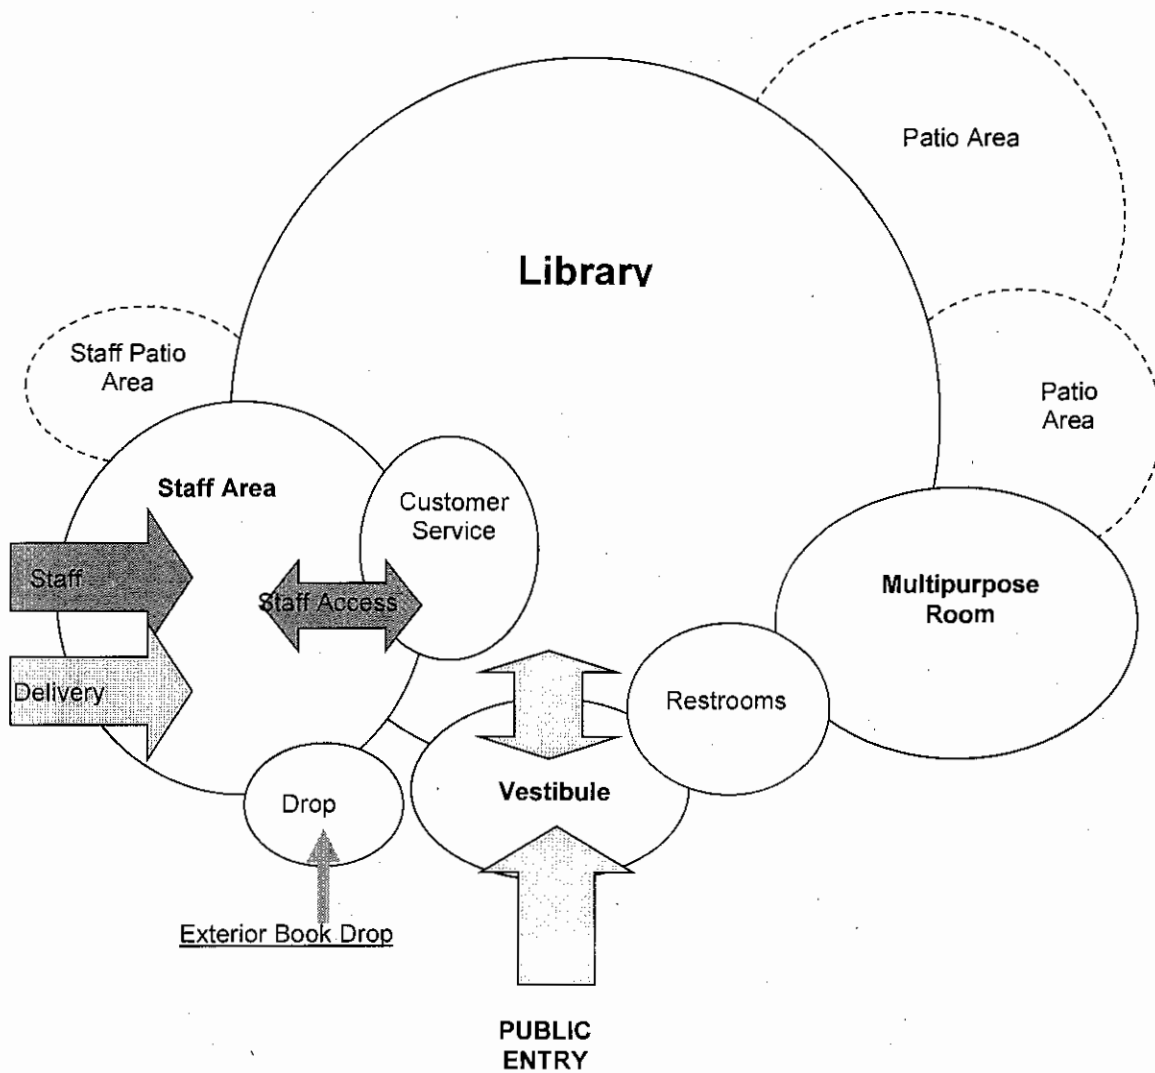 Patio Area
Library
Staff Patio
Area
Patio
Area
Staff Area
Customer
Service
Staff
Staff Access
Multipurpose
Room
Delivery
Restrooms
Vestibule
Drop
Exterior Book Drop
PUBLIC
ENTRY